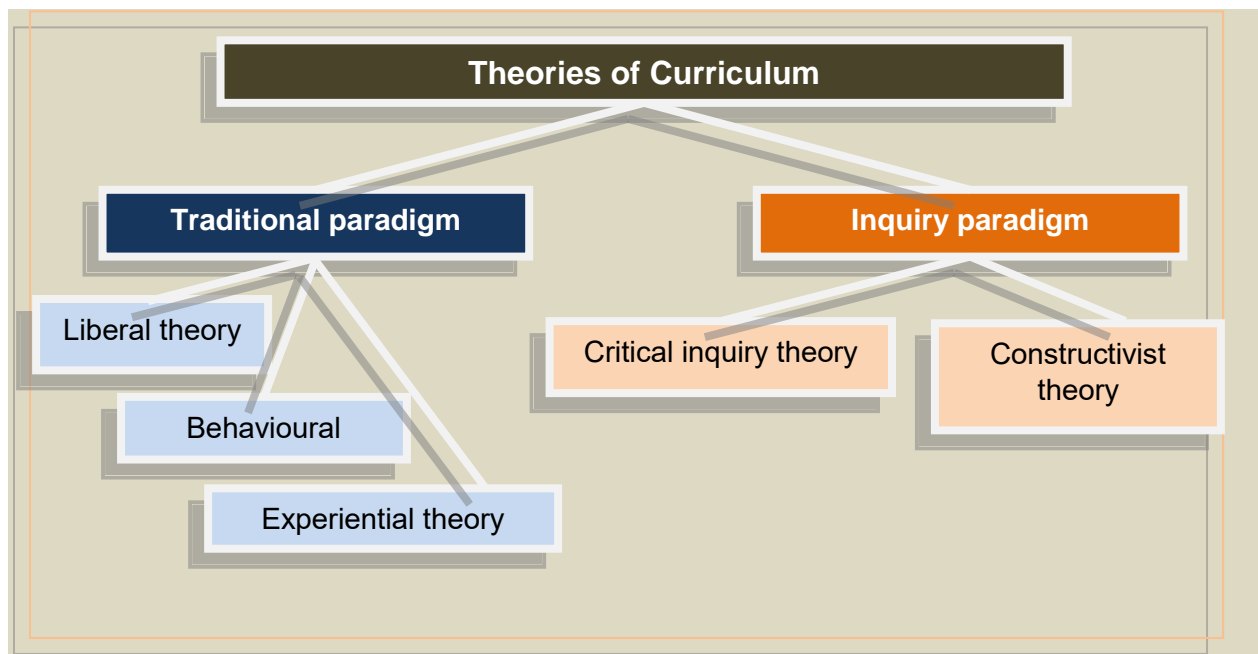 Theories of Curriculum
Traditional paradigm
Inquiry paradigm
Liberal theory
Behavioural
Experiential theory
Critical inquiry theory
Constructivist
theory